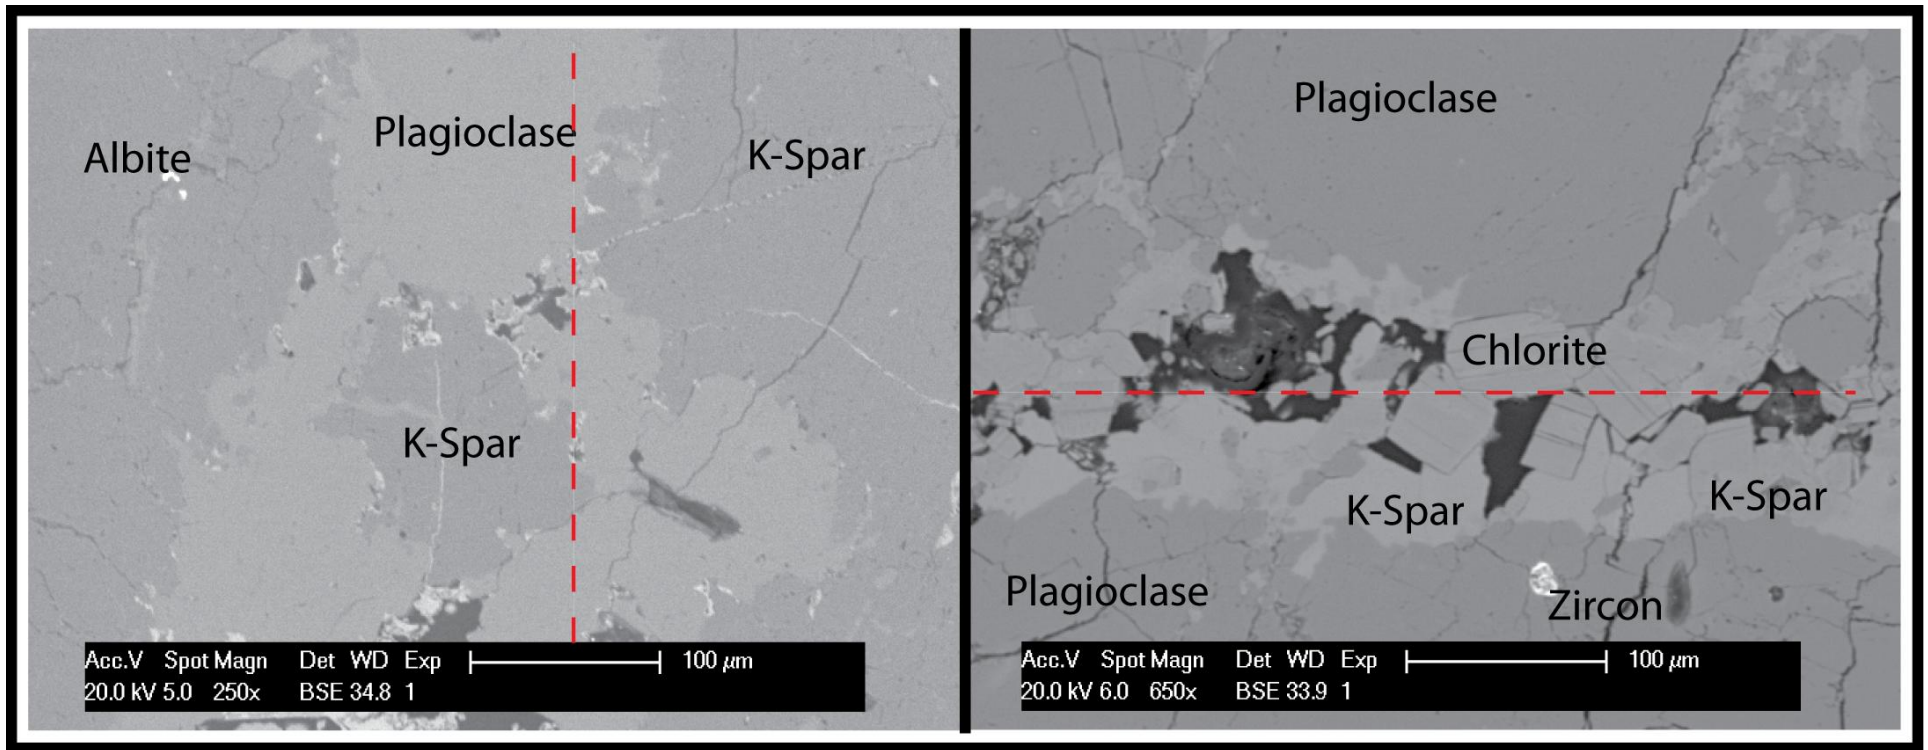 Albite
Plagioclase
K-Spar
K-Spar
Acc.V Spot Magn Det WD Exp 100 µm
20.0 kV 5.0 250x BSE 34.8 1
Plagioclase
Chlorite
K-Spar
K-Spar
Plagioclase
Zircon
Acc.V Spot Magn Det WD Exp 100 µm
20.0 kV 6.0 650x BSE 33.9 1